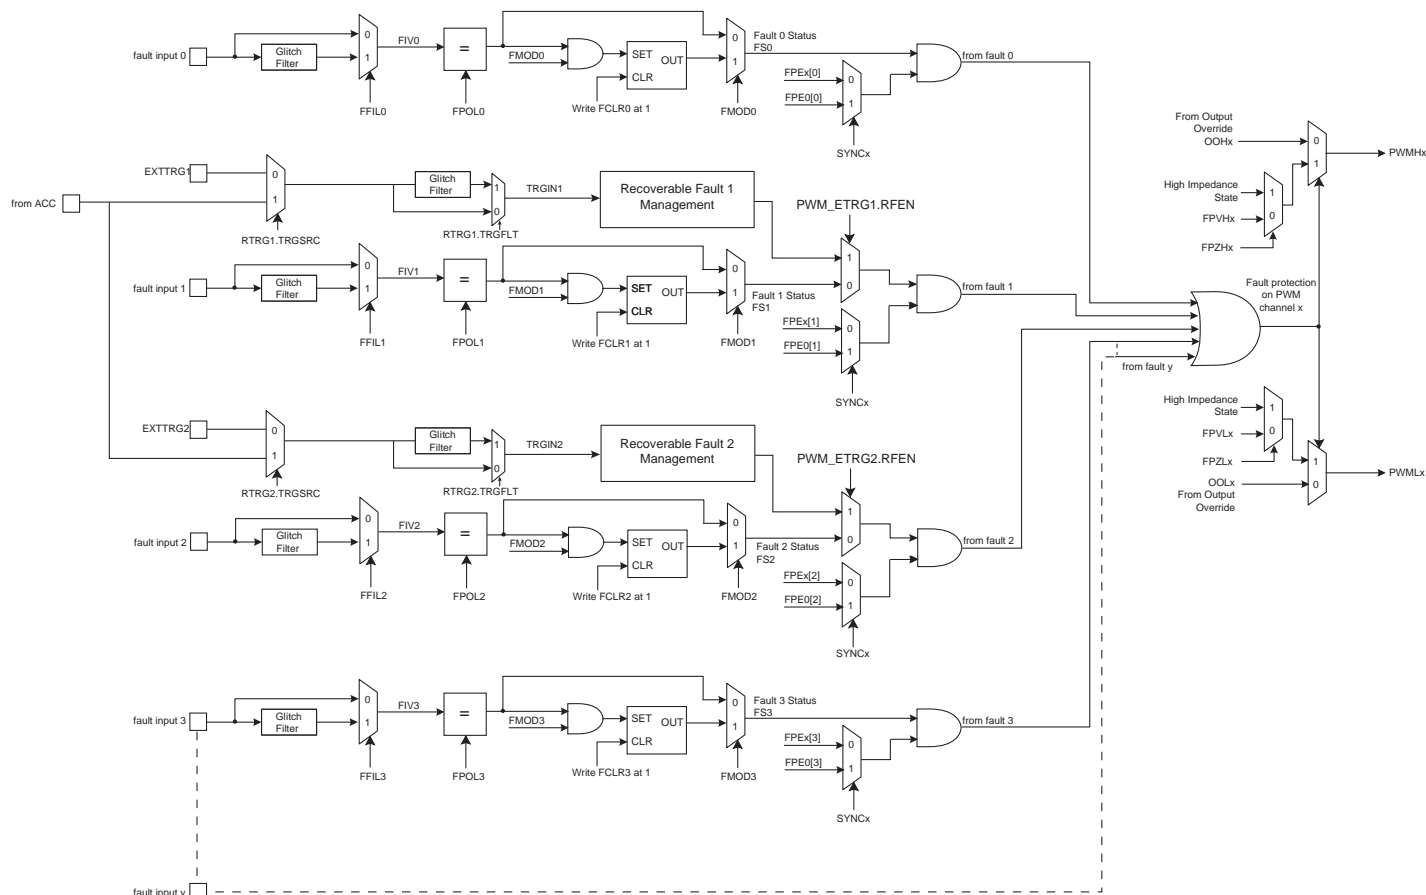 fault input 0
Glitch
Filter
0
1
FFIL0
FIV0
=
FPOL0
FMOD0
SET
OUT
CLR
Write FCLR0 at 1
0
1
FMOD0
Fault 0 Status
FS0
FPEx[0]
FPE0[0]
0
1
SYNCx
from fault 0
from ACC
EXTTRG1
0
1
RTRG1.TRGSRC
Glitch
Filter
1
0
RTRG1.TRGFLT
TRGIN1
Recoverable Fault 1
Management
PWM_ETRG1.RFEN
1
0
fault input 1
Glitch
Filter
0
1
FFIL1
FIV1
=
FPOL1
FMOD1
SET
OUT
CLR
Write FCLR1 at 1
0
1
FMOD1
Fault 1 Status
FS1
FPEx[1]
FPE0[1]
0
1
SYNCx
from fault 1
EXTTRG2
0
1
RTRG2.TRGSRC
Glitch
Filter
1
0
RTRG2.TRGFLT
TRGIN2
Recoverable Fault 2
Management
PWM_ETRG2.RFEN
1
0
fault input 2
Glitch
Filter
0
1
FFIL2
FIV2
=
FPOL2
FMOD2
SET
OUT
CLR
Write FCLR2 at 1
0
1
FMOD2
Fault 2 Status
FS2
FPEx[2]
FPE0[2]
0
1
SYNCx
from fault 2
fault input 3
Glitch
Filter
0
1
FFIL3
FIV3
=
FPOL3
FMOD3
SET
OUT
CLR
Write FCLR3 at 1
0
1
FMOD3
Fault 3 Status
FS3
FPEx[3]
FPE0[3]
0
1
SYNCx
from fault 3
fault input y
from fault y
Fault protection
on PWM
channel x
From Output
Override
OOHx
0
1
PWMHx
High Impedance
State
FPVHx
FPZHx
1
0
High Impedance
State
FPVLx
FPZLx
1
0
OOLx
From Output
Override
1
0
PWMLx